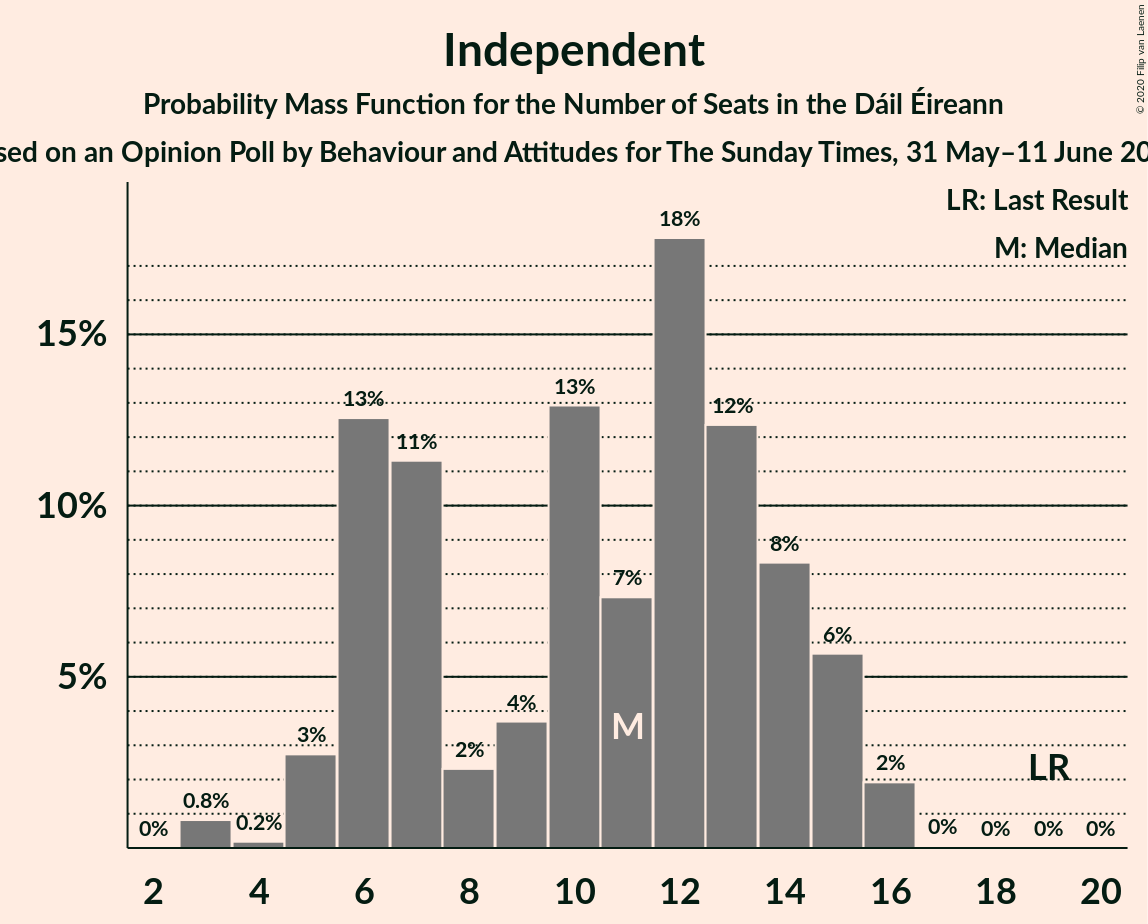 Independent
Probability Mass Function for the Number of Seats in the Dáil Éireann
sed on an Opinion Poll by Behaviour and Attitudes for The Sunday Times, 31 May–11 June 20
© 2020 Filip van Laenen
LR: Last Result
M: Median
15%
10%
5%
0%
0.8%
0.2%
3%
13%
11%
2%
4%
13%
7%
18%
12%
8%
6%
2%
0%
0%
0%
0%
M
LR
2 4 6 8 10 12 14 16 18 20